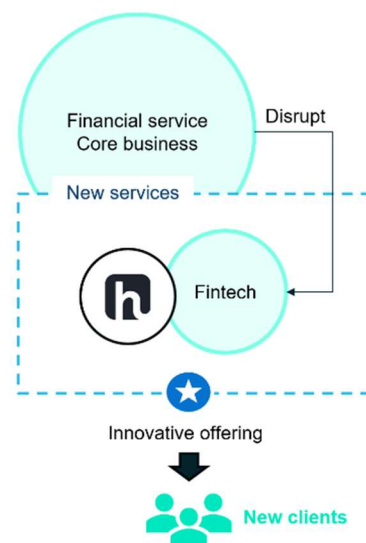 Financial service
Core business
Disrupt
New services
h
Fintech
Innovative offering
New clients